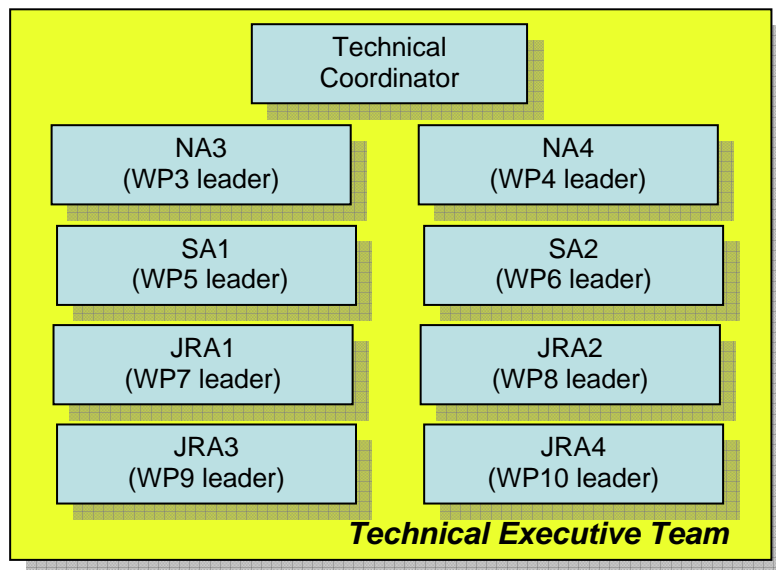 Technical
Coordinator
NA3
(WP3 leader)
NA4
(WP4 leader)
SA1
(WP5 leader)
SA2
(WP6 leader)
JRA1
(WP7 leader)
JRA2
(WP8 leader)
JRA3
(WP9 leader)
JRA4
(WP10 leader)
Technical Executive Team